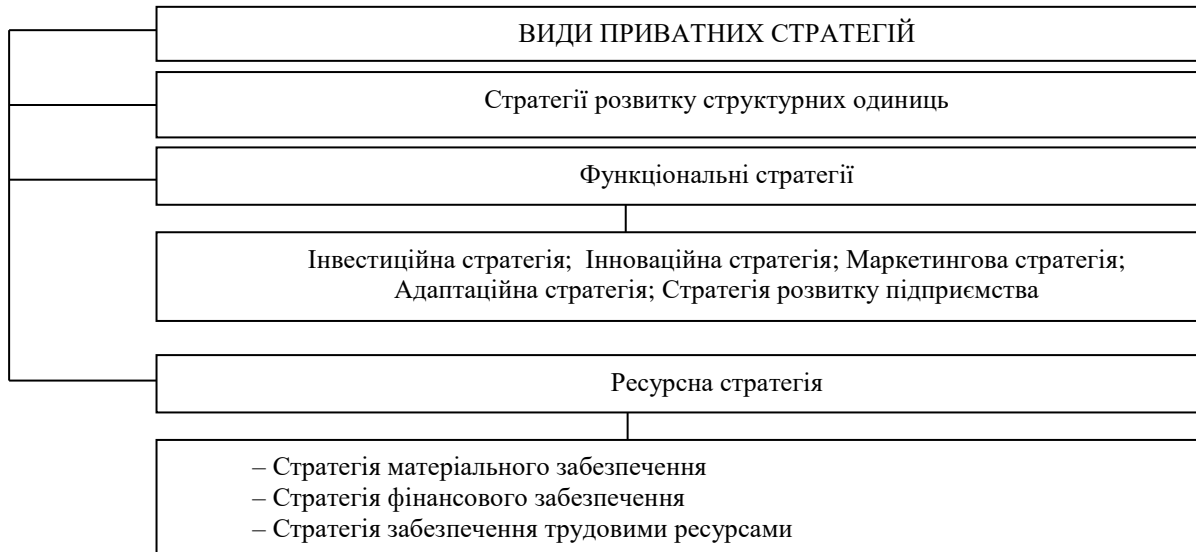 ВИДИ ПРИВАТНИХ СТРАТЕГІЙ
Стратегії розвитку структурних одиниць
Функціональні стратегії
Інвестиційна стратегія; Інноваційна стратегія; Маркетингова стратегія;
Адаптаційна стратегія; Стратегія розвитку підприємства
Ресурсна стратегія
– Стратегія матеріального забезпечення
– Стратегія фінансового забезпечення
– Стратегія забезпечення трудовими ресурсами